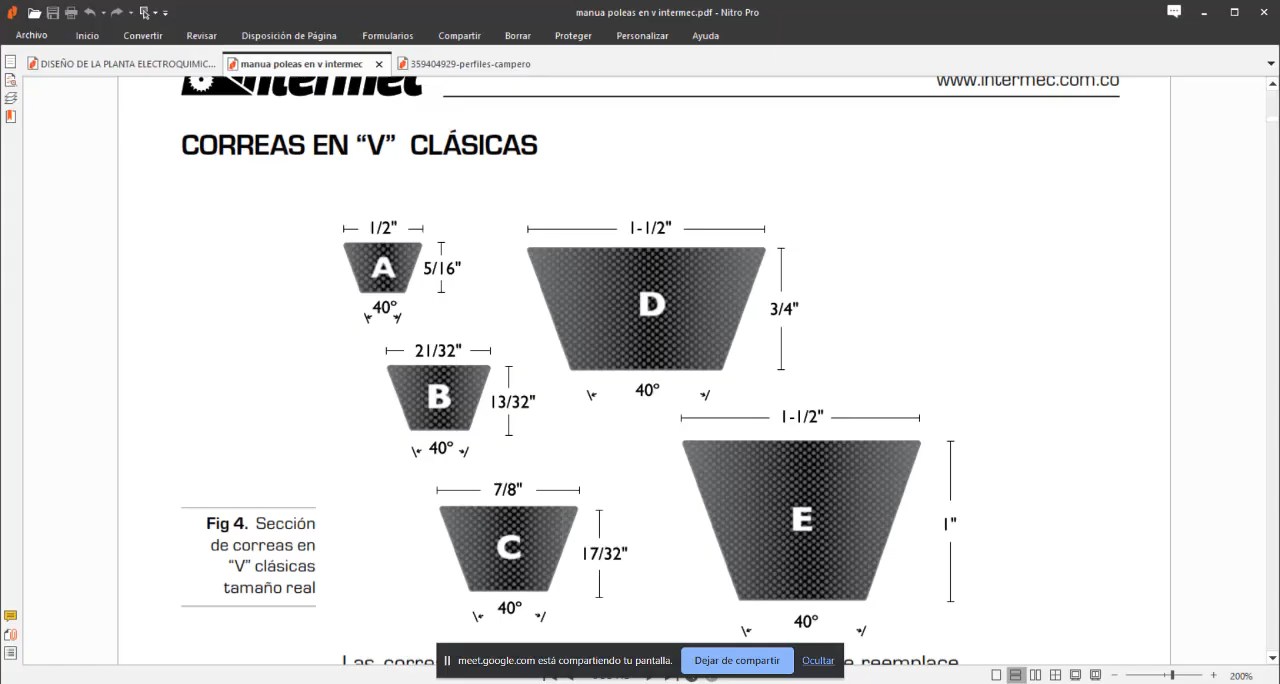 manua poleas en v intermec.pdf - Nitro Pro
Archivo Inicio Convertir Revisar Disposición de Página Formularios Compartir Borrar Proteger Personalizar Ayuda
DISEÑO DE LA PLANTA ELECTROQUIMIC... manua poleas en v intermec 359404929-perfiles-campero
intermec www.intermec.com.co
CORREAS EN “V” CLÁSICAS
1/2"
A
5/16"
40°
1-1/2"
D
3/4"
40°
21/32"
B
13/32"
40°
1-1/2"
E
1"
40°
7/8"
C
17/32"
40°
Fig 4. Sección
de correas en
“V” clásicas
tamaño real
Las corre
e reemplace
meet.google.com está compartiendo tu pantalla. Dejar de compartir Ocultar
200%